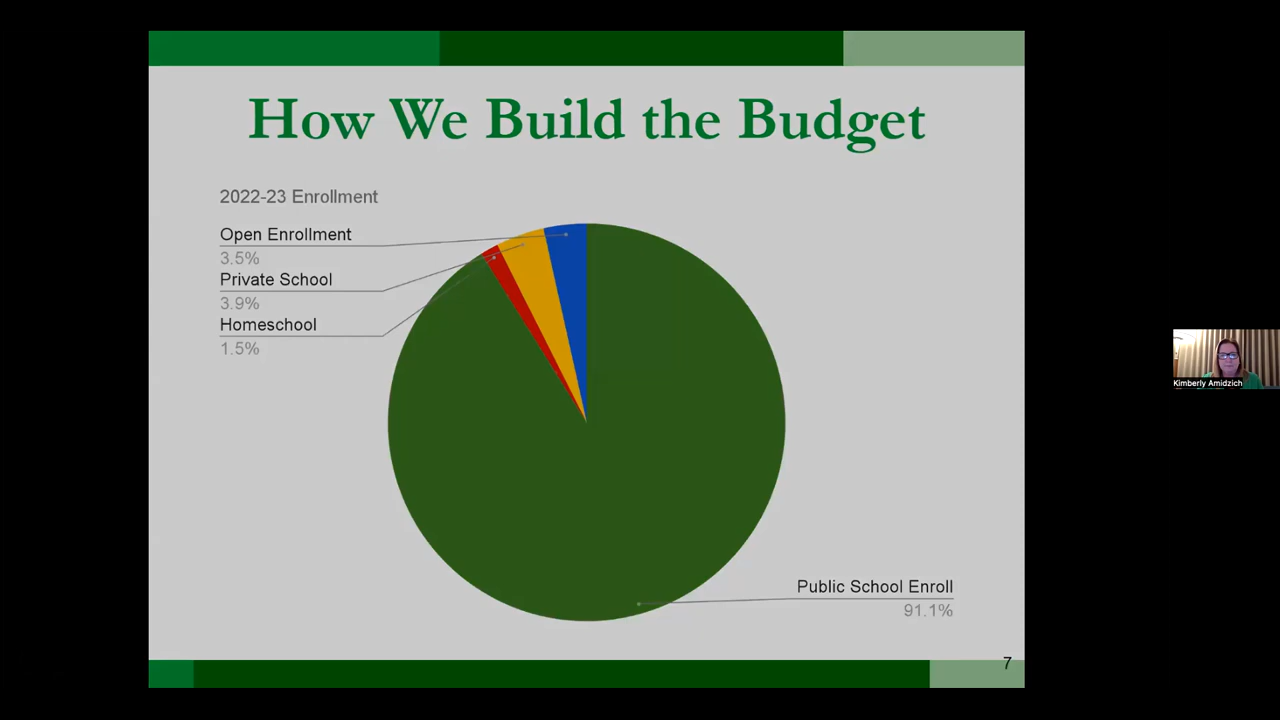 How We Build the Budget
2022-23 Enrollment
Open Enrollment
3.5%
Private School
3.9%
Homeschool
1.5%
Public School Enroll
91.1%
7
Kimberly Amidzich